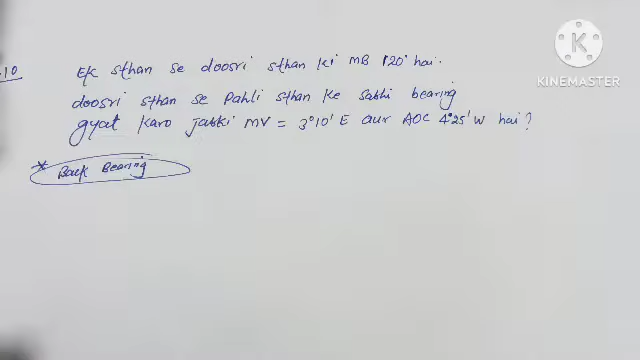 .10
Ek sthan se doosri sthan ki MB 120° hai.
doosri sthan se Pahli sthan ke sabhi bearing
gyat karo jabki MV = 3°10' E aur AOC 4°25' W hai?
* Back Bearing
K
KINEMASTER